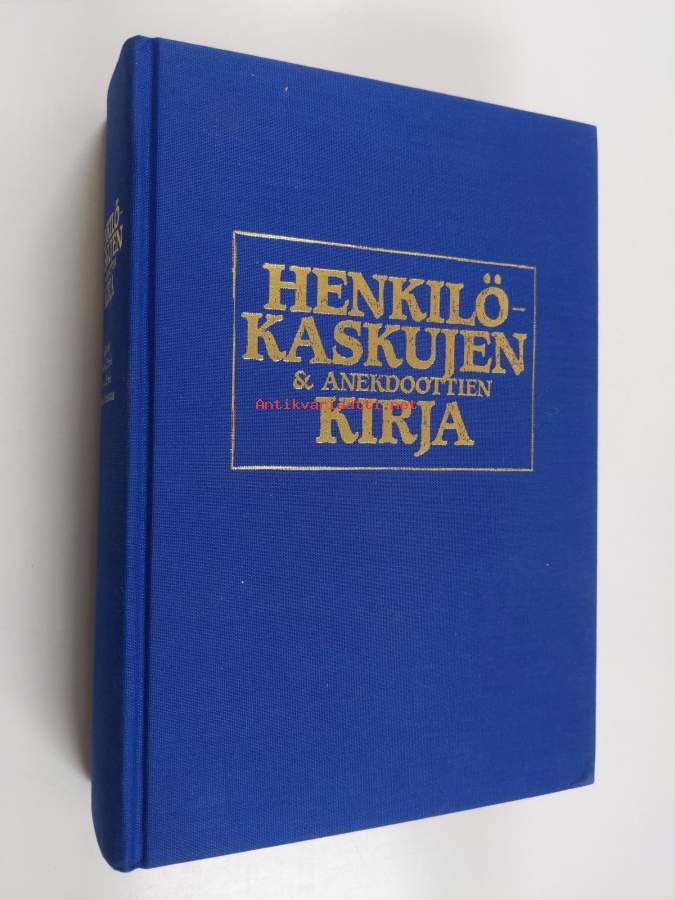 HENKILÖ-
KASKUJEN
& ANEKDOOTTIEN
Antikvariaatti.net
KIRJA